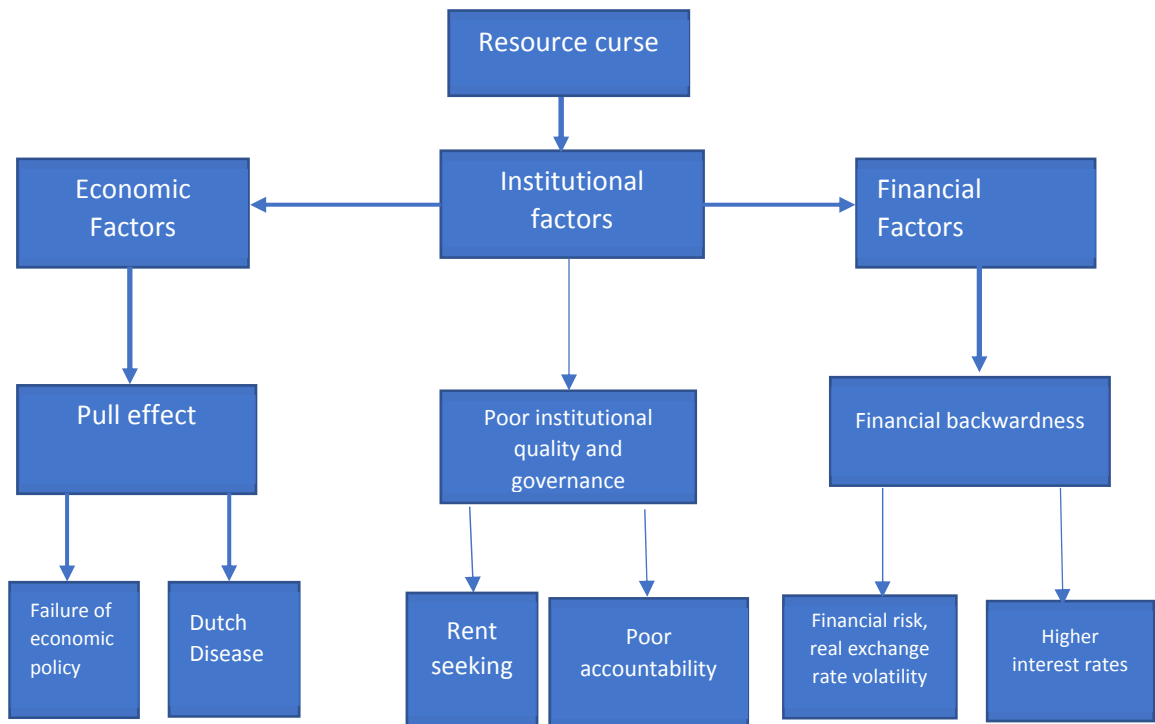 Resource curse
Economic
Factors
Institutional
factors
Financial
Factors
Pull effect
Poor institutional
quality and
governance
Financial backwardness
Failure of
economic
policy
Dutch
Disease
Rent
seeking
Poor
accountability
Financial risk,
real exchange
rate volatility
Higher
interest rates